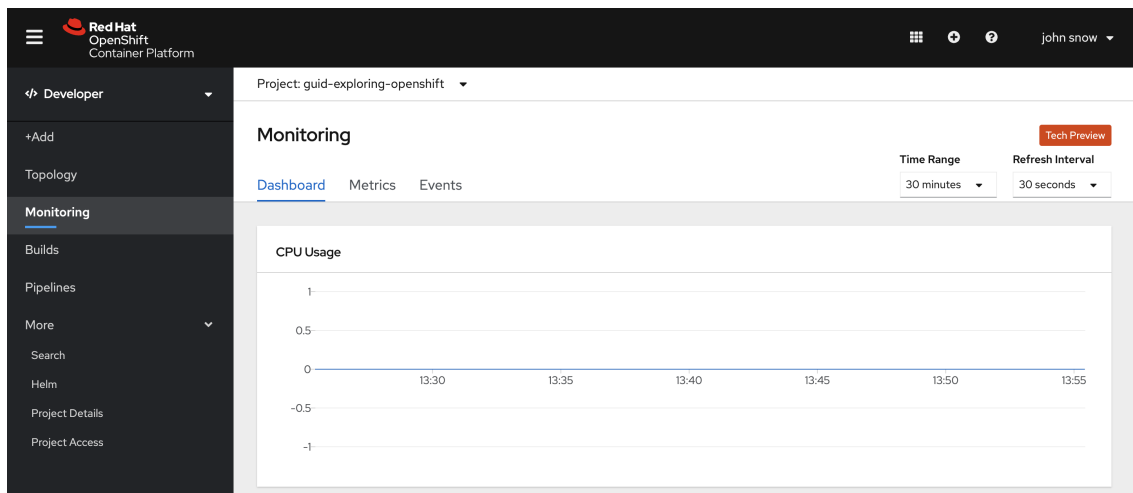 Red Hat
OpenShift
Container Platform
john snow
Developer
+Add
Topology
Monitoring
Builds
Pipelines
More
Search
Helm
Project Details
Project Access
Project: guid-exploring-openshift
Monitoring
Tech Preview
Time Range
Refresh Interval
Dashboard Metrics Events
30 minutes
30 seconds
CPU Usage
1
0.5
0
-0.5
-1
13:30 13:35 13:40 13:45 13:50 13:55